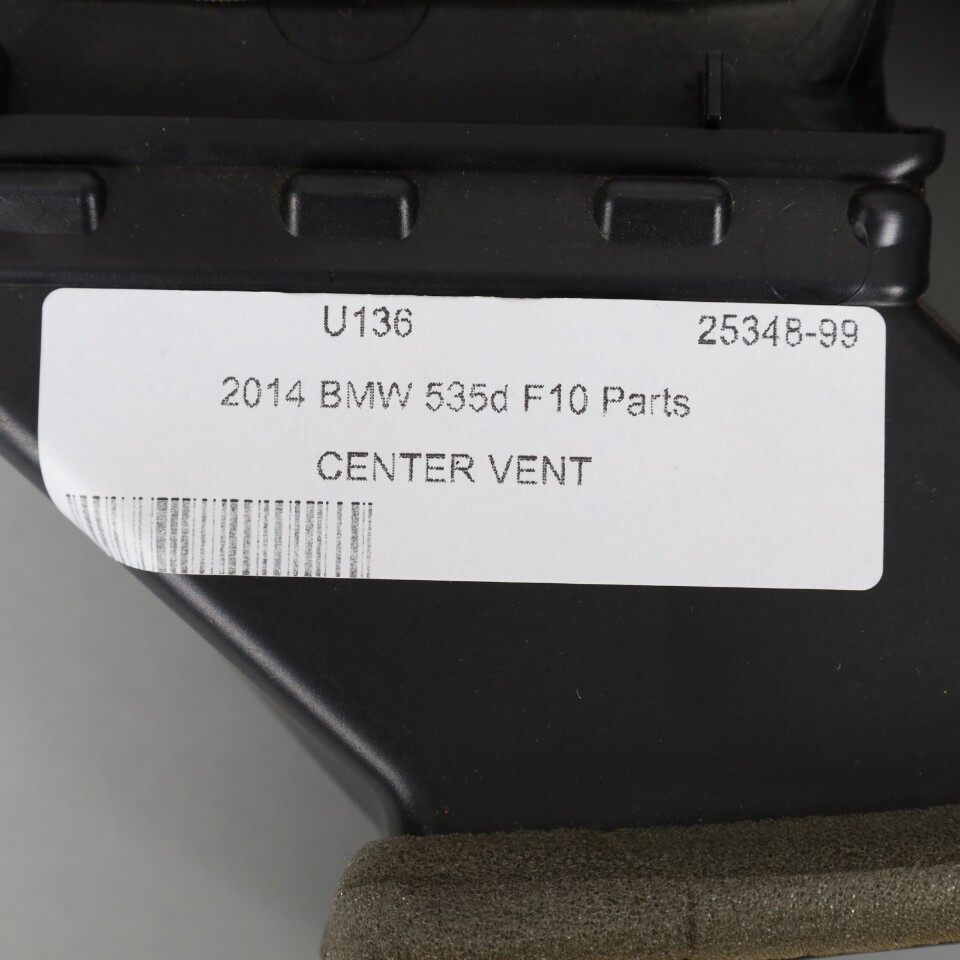 U136 25348-99
2014 BMW 535d F10 Parts
CENTER VENT